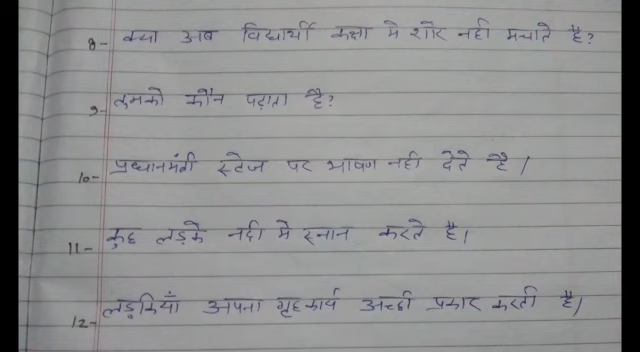 8- क्या अब विद्यार्थी कक्षा मे शोर नही मचाते है?
9- तुमको कौन पढ़ाता है?
10- प्रधानमंत्री स्टेज पर भाषण नही देते है।
11- कुछ लड़के नदी मे स्नान करते है।
12- लड़कियाँ अपना गृहकार्य अच्छी प्रकार करती है।